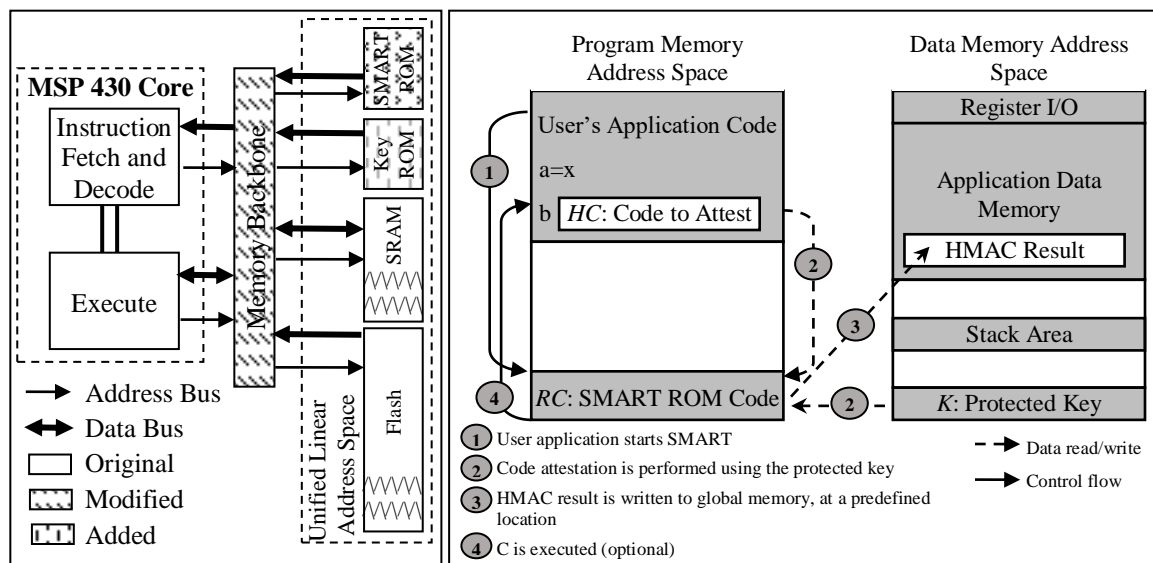 MSP 430 Core
Instruction
Fetch and
Decode
Execute
Memory Backbone
SMART
ROM
Key
ROM
SRAM
Flash
Unified Linear
Address Space
Address Bus
Data Bus
Original
Modified
Added
Program Memory
Address Space
User's Application Code
a=x
b
HC: Code to Attest
RC: SMART ROM Code
1
2
3
4
2
Data Memory Address
Space
Register I/O
Application Data
Memory
HMAC Result
Stack Area
K: Protected Key
1 User application starts SMART
2 Code attestation is performed using the protected key
3 HMAC result is written to global memory, at a predefined
location
4 C is executed (optional)
Data read/write
Control flow